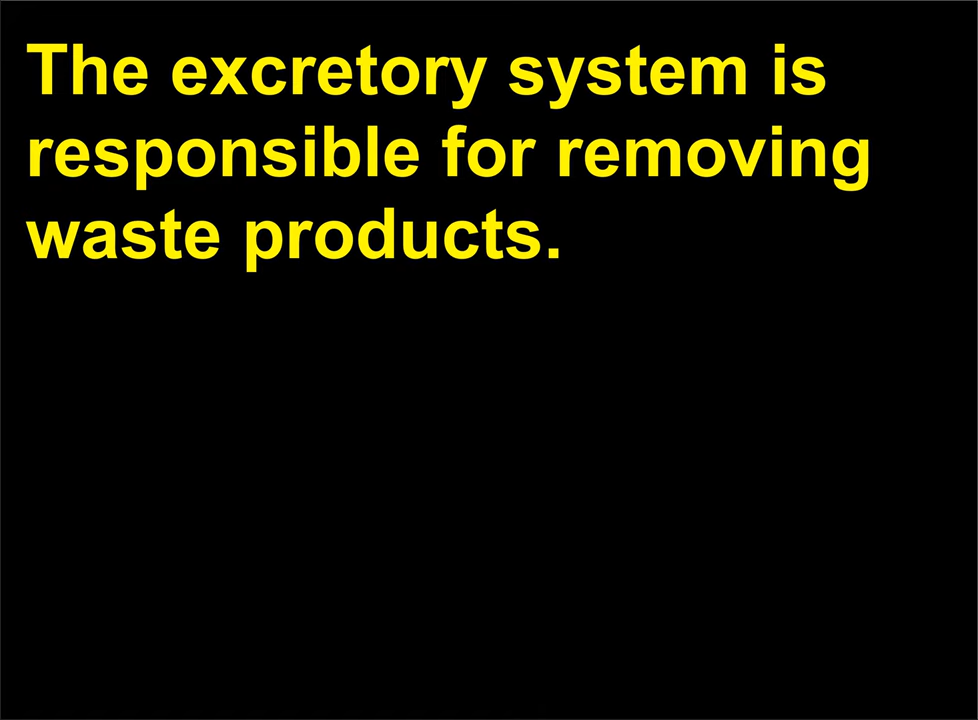 The excretory system is
responsible for removing
waste products.